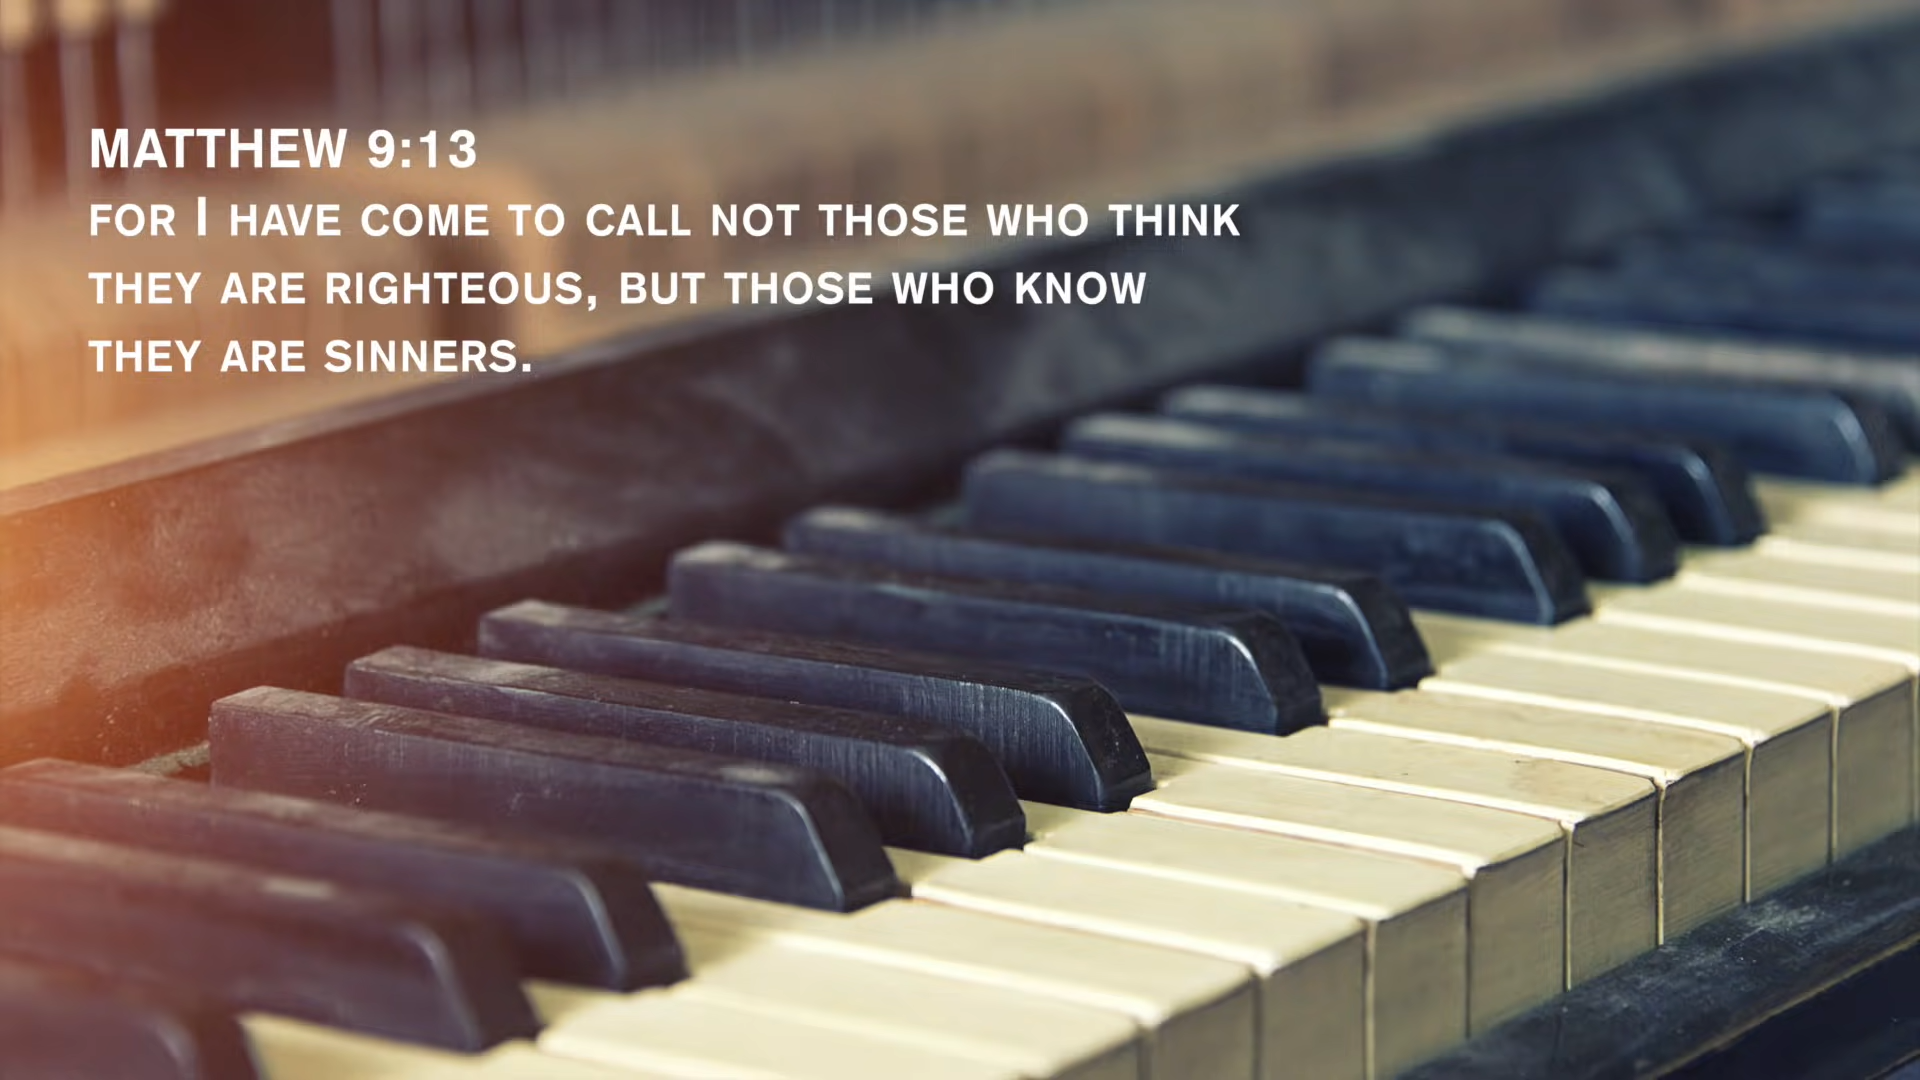 MATTHEW 9:13
FOR I HAVE COME TO CALL NOT THOSE WHO THINK
THEY ARE RIGHTEOUS, BUT THOSE WHO KNOW
THEY ARE SINNERS.